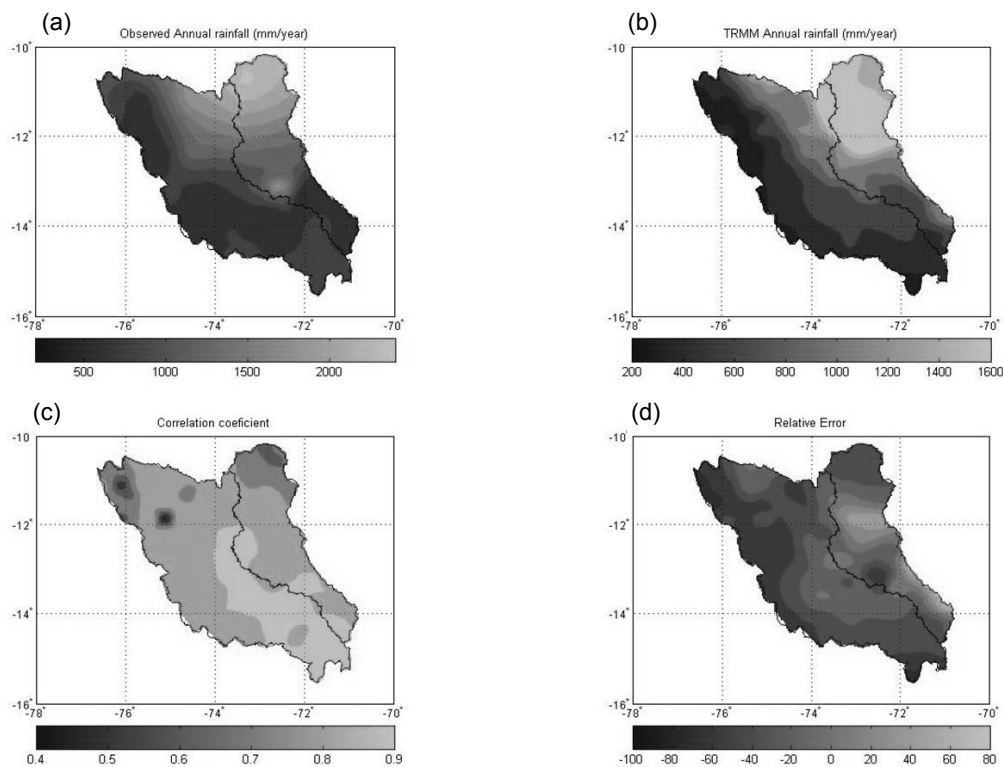 (a)
Observed Annual rainfall (mm/year)
-10°
-12°
-14°
-16°
-78° -76° -74° -72° -70°
500 1000 1500 2000
(b)
TRMM Annual rainfall (mm/year)
-10°
-12°
-14°
-16°
-78° -76° -74° -72° -70°
200 400 600 800 1000 1200 1400 1600
(c)
Correlation coeficient
-10
-12°
-14°
-16°
-78° -76° -74° -72° -70°
0.4 0.5 0.6 0.7 0.8 0.9
(d)
Relative Error
-10
-12°
-14°
-16°
-78° -76° -74° -72° -70°
-100 -80 -60 -40 -20 0 20 40 60 80